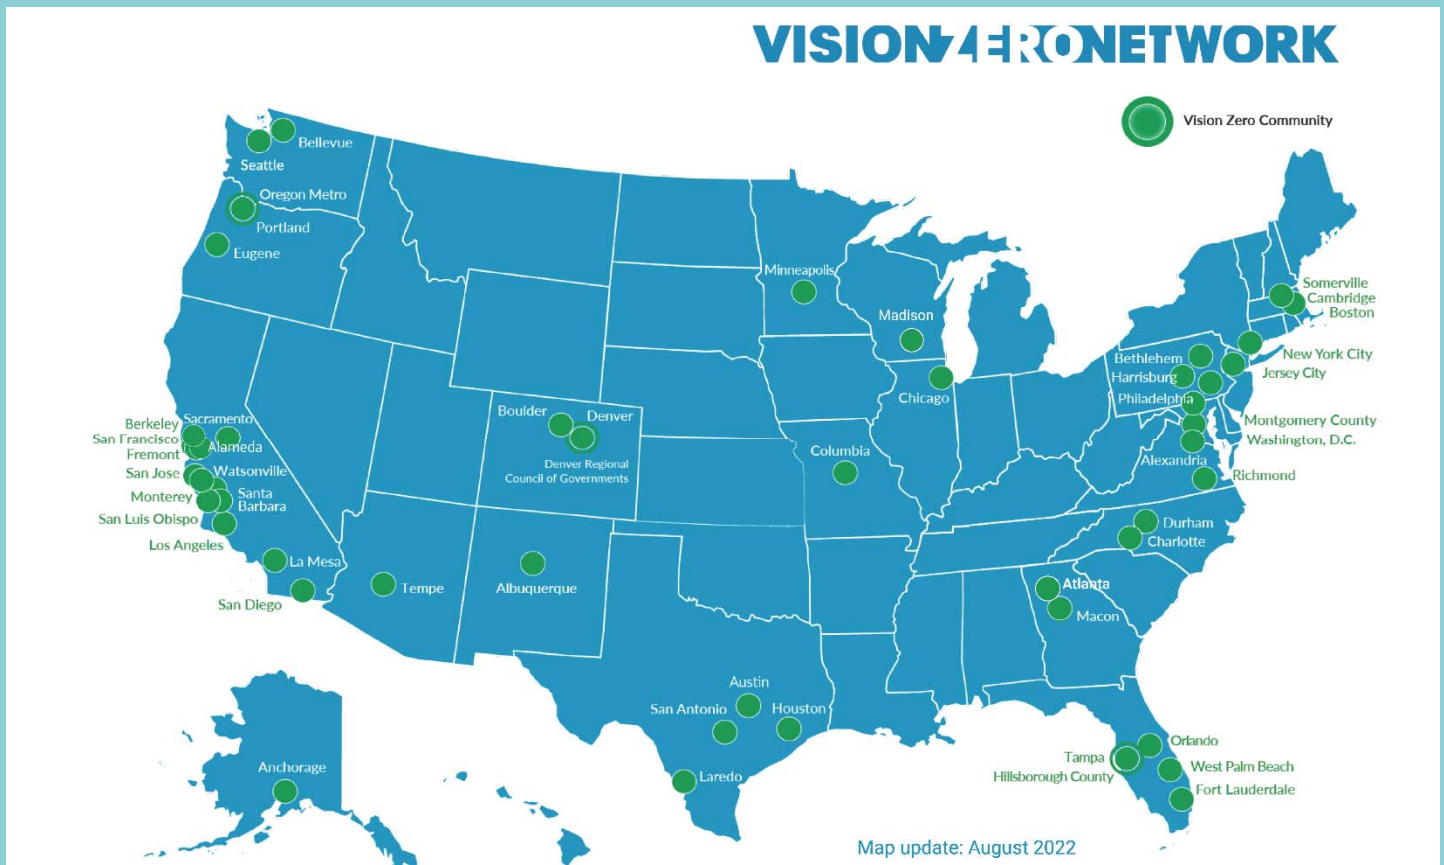 VISIONZERONETWORK
Vision Zero Community
Bellevue
Seattle
Oregon Metro
Portland
Eugene
Minneapolis
Madison
Chicago
Somerville
Cambridge
Boston
New York City
Jersey City
Bethlehem
Harrisburg
Philadelphia
Montgomery County
Washington, D.C.
Alexandria
Richmond
Boulder
Denver
Denver Regional
Council of Governments
Columbia
Berkeley
Sacramento
San Francisco
Alameda
Fremont
San Jose
Watsonville
Monterey
Santa
Barbara
San Luis Obispo
Los Angeles
La Mesa
San Diego
Tempe
Albuquerque
Durham
Charlotte
Atlanta
Macon
Austin
San Antonio
Houston
Laredo
Anchorage
Orlando
Tampa
Hillsborough County
West Palm Beach
Fort Lauderdale
Map update: August 2022